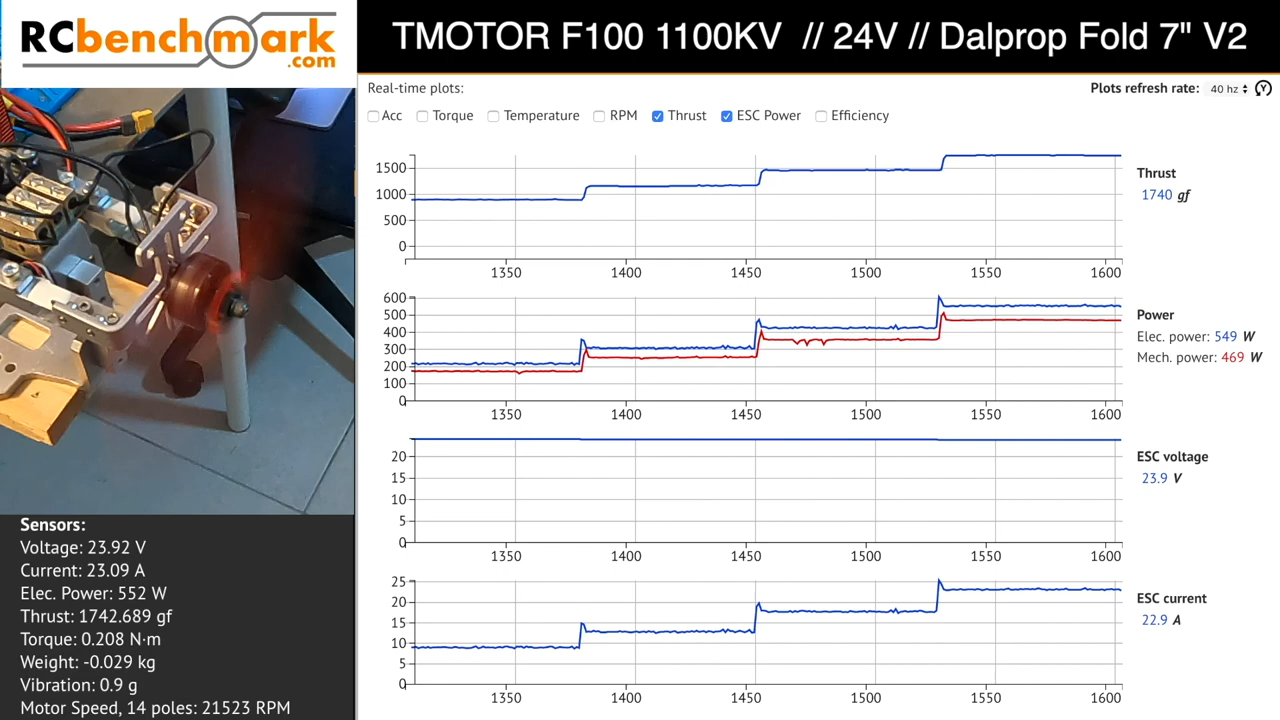 RCbenchmark
.com
TMOTOR F100 1100KV // 24V // Dalprop Fold 7" V2
Real-time plots:
Plots refresh rate: 40 hz
Acc Torque Temperature RPM Thrust ESC Power Efficiency
1500
1000
500
0
1350 1400 1450 1500 1550 1600
Thrust
1740 gf
600
500
400
300
200
100
0
1350 1400 1450 1500 1550 1600
Power
Elec. power: 549 W
Mech. power: 469 W
20
15
10
5
0
1350 1400 1450 1500 1550 1600
ESC voltage
23.9 V
25
20
15
10
5
0
1350 1400 1450 1500 1550 1600
ESC current
22.9 A
Sensors:
Voltage: 23.92 V
Current: 23.09 A
Elec. Power: 552 W
Thrust: 1742.689 gf
Torque: 0.208 N·m
Weight: -0.029 kg
Vibration: 0.9 g
Motor Speed, 14 poles: 21523 RPM